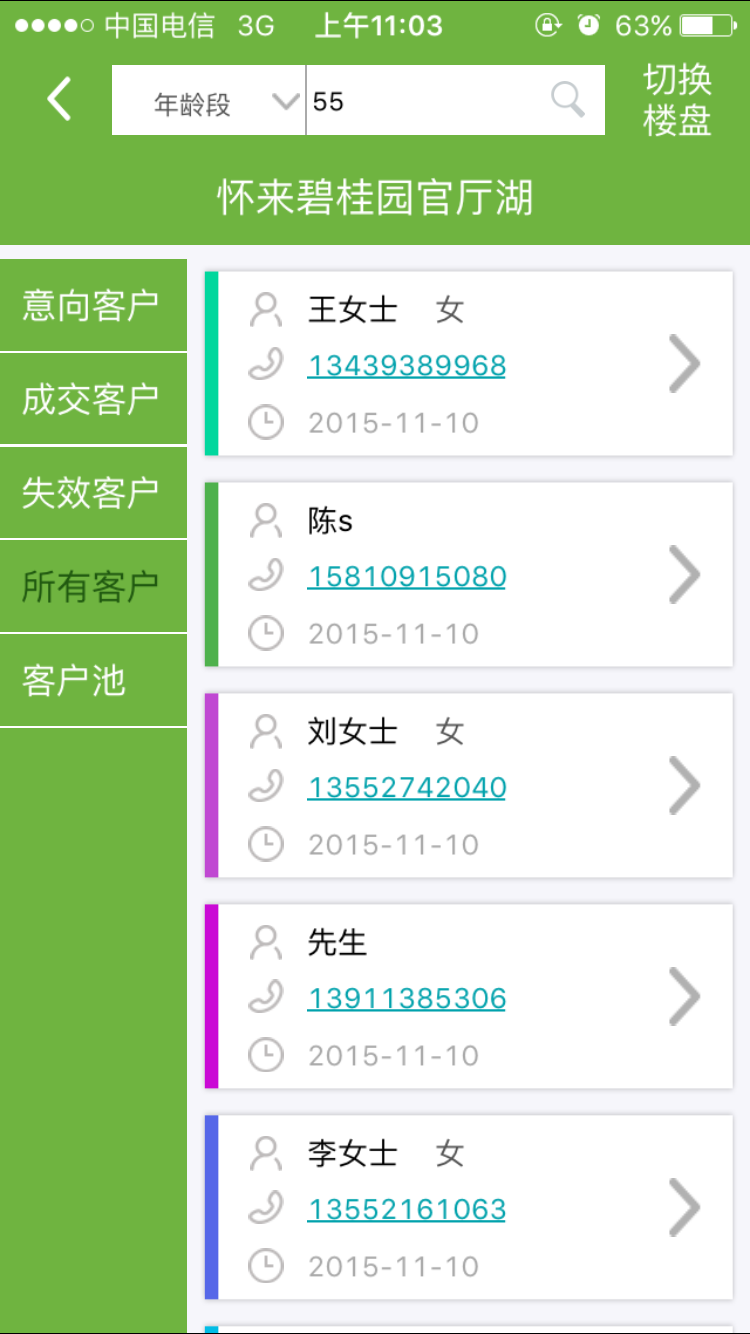 中国电信 3G 上午11:03 63%
年龄段 55 切换
楼盘
怀来碧桂园官厅湖
意向客户
成交客户
失效客户
所有客户
客户池
王女士 女
13439389968
2015-11-10
陈s
15810915080
2015-11-10
刘女士 女
13552742040
2015-11-10
先生
13911385306
2015-11-10
李女士 女
13552161063
2015-11-10